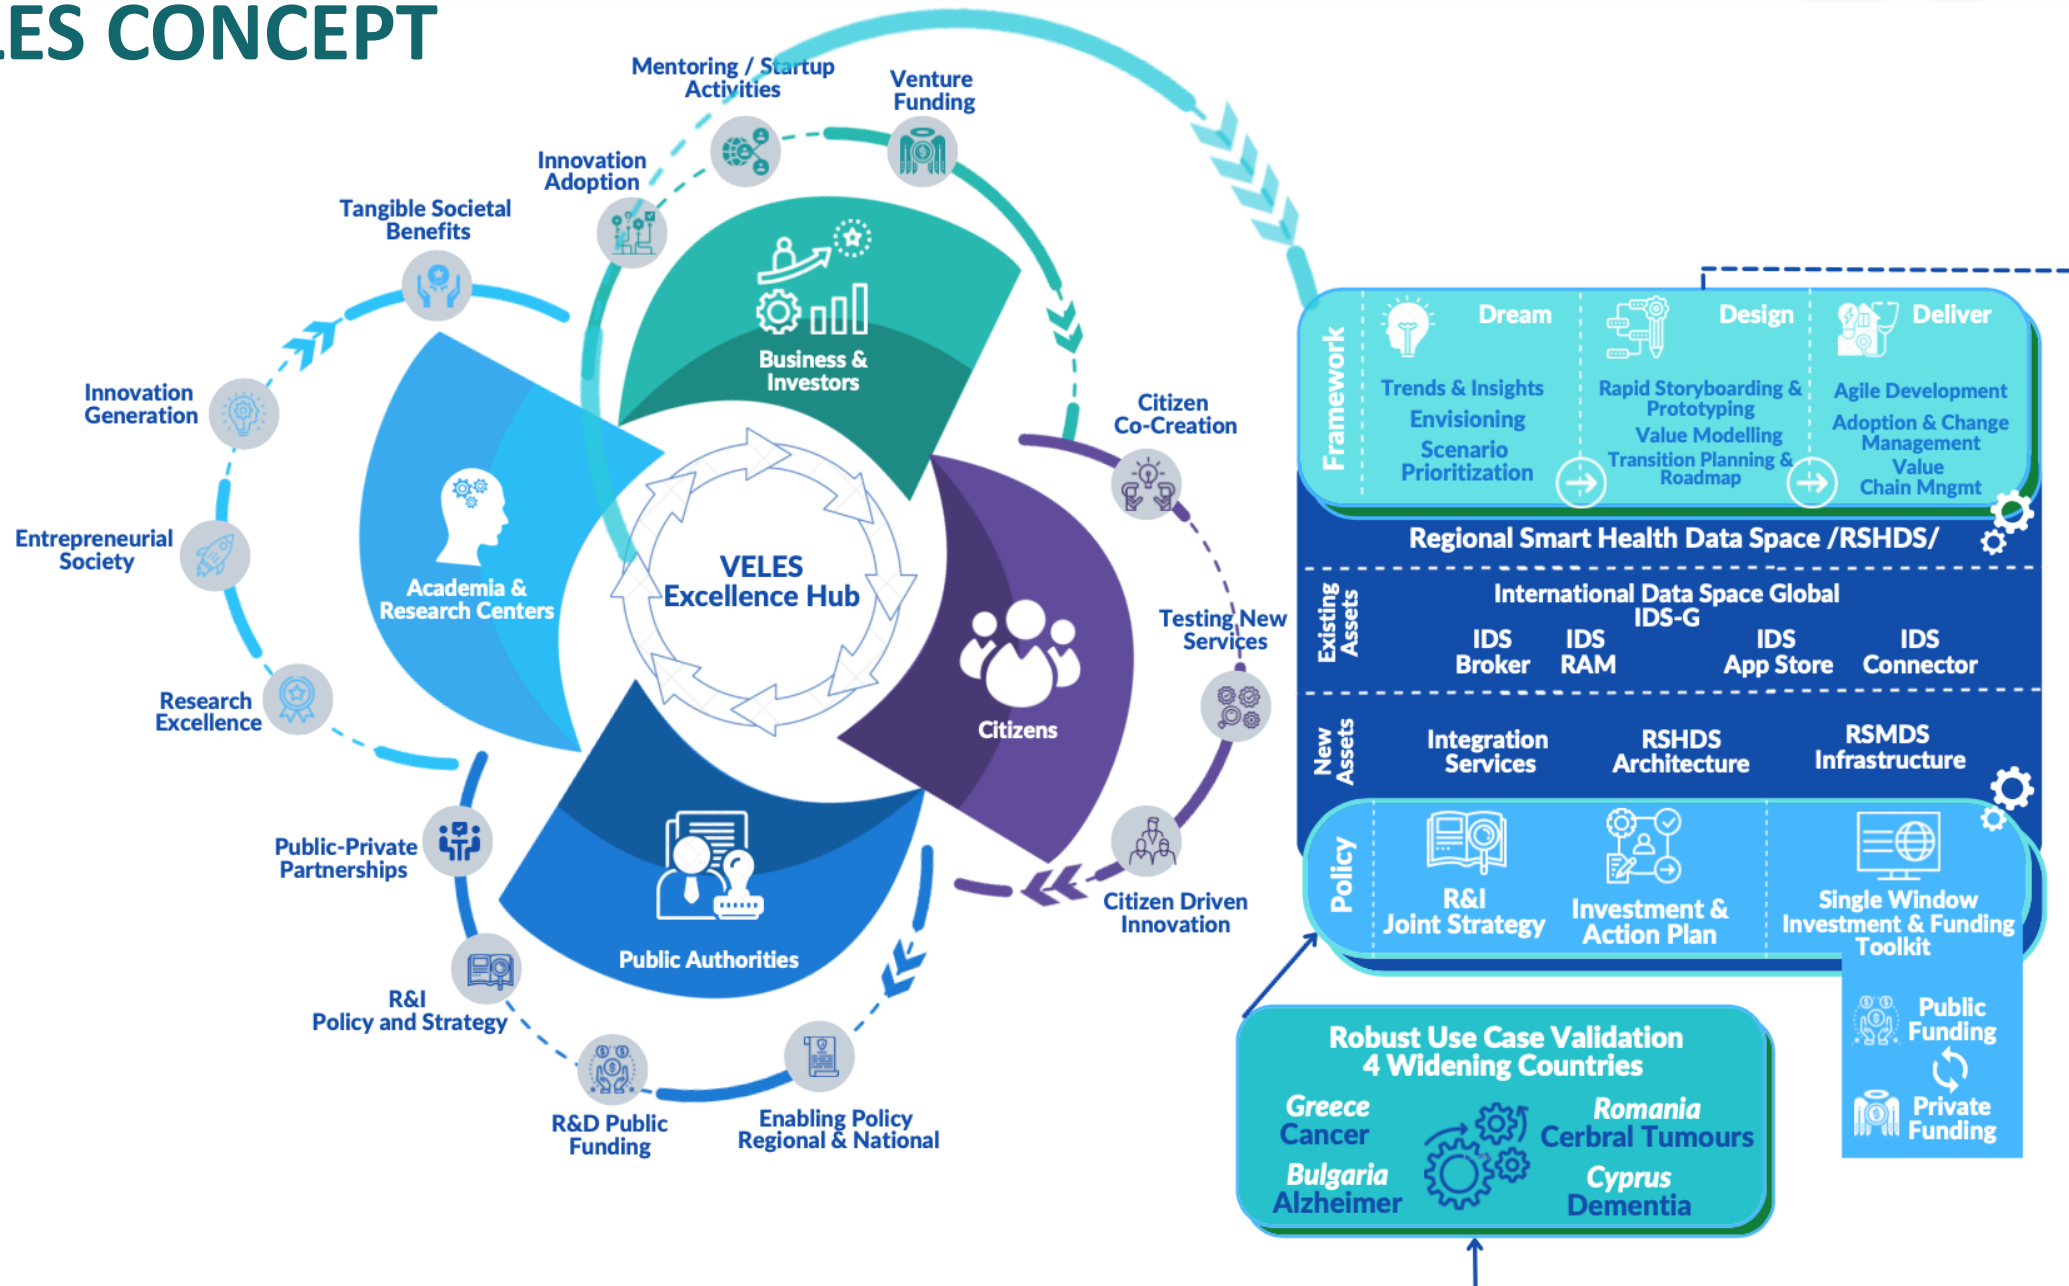 LES CONCEPT
Mentoring / Startup
Activities
Venture
Funding
Innovation
Adoption
Tangible Societal
Benefits
Innovation
Generation
Entrepreneurial
Society
Research
Excellence
Business &
Investors
Academia &
Research Centers
VELES
Excellence Hub
Citizens
Public Authorities
Citizen
Co-Creation
Testing New
Services
Citizen Driven
Innovation
Public-Private
Partnerships
R&I
Policy and Strategy
R&D Public
Funding
Enabling Policy
Regional & National
Framework
Dream
Trends & Insights
Envisioning
Scenario
Prioritization
Design
Rapid Storyboarding &
Prototyping
Value Modelling
Transition Planning &
Roadmap
Deliver
Agile Development
Adoption & Change
Management
Value
Chain Mngmt
Regional Smart Health Data Space /RSHDS/
Existing
Assets
International Data Space Global
IDS-G
IDS
Broker
IDS
RAM
IDS
App Store
IDS
Connector
New
Assets
Integration
Services
RSHDS
Architecture
RSMDS
Infrastructure
Policy
R&I
Joint Strategy
Investment &
Action Plan
Single Window
Investment & Funding
Toolkit
Public
Funding
Private
Funding
Robust Use Case Validation
4 Widening Countries
Greece
Cancer
Romania
Cerbral Tumours
Bulgaria
Alzheimer
Cyprus
Dementia